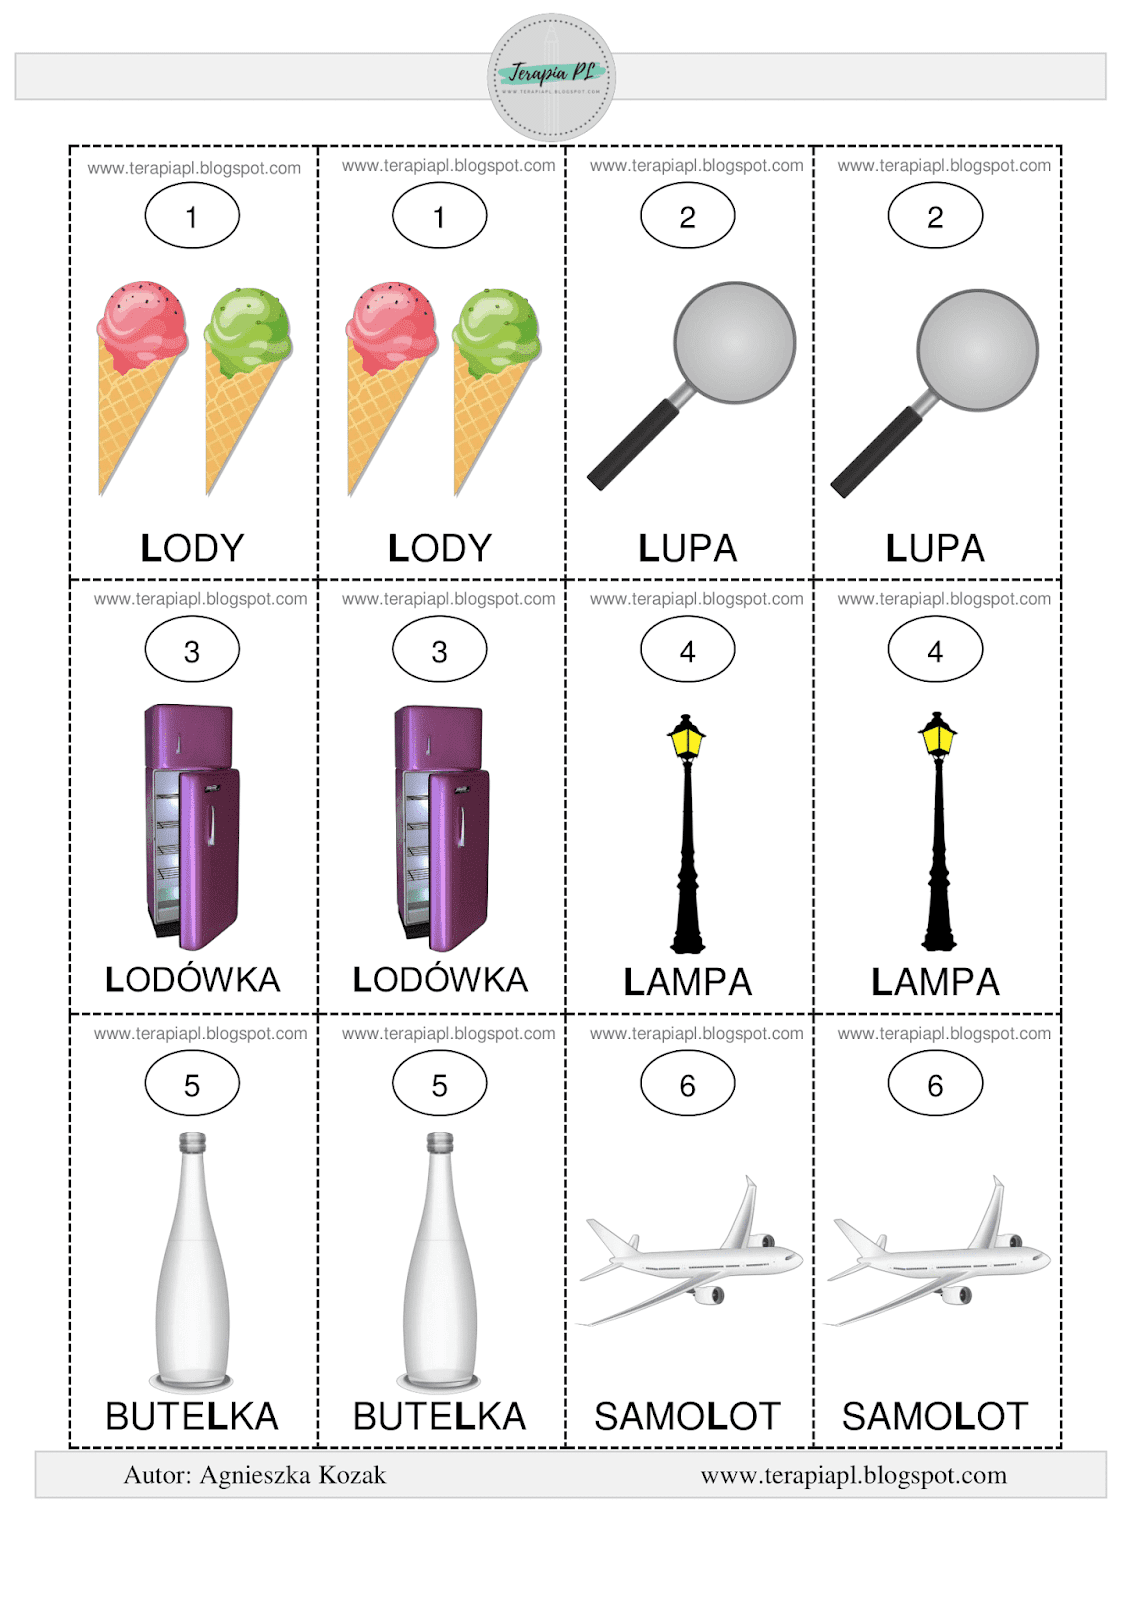 Terapia PL
WWW.TERAPIAPL.BLOGSPOT.COM
www.terapiapl.blogspot.com www.terapiapl.blogspot.com www.terapiapl.blogspot.com www.terapiapl.blogspot.com
1 1 2 2
LODY LODY LUPA LUPA
www.terapiapl.blogspot.com www.terapiapl.blogspot.com www.terapiapl.blogspot.com www.terapiapl.blogspot.com
3 3 4 4
LODÓWKA LODÓWKA LAMPA LAMPA
www.terapiapl.blogspot.com www.terapiapl.blogspot.com www.terapiapl.blogspot.com www.terapiapl.blogspot.com
5 5 6 6
BUTELKA BUTELKA SAMOLOT SAMOLOT
Autor: Agnieszka Kozak www.terapiapl.blogspot.com